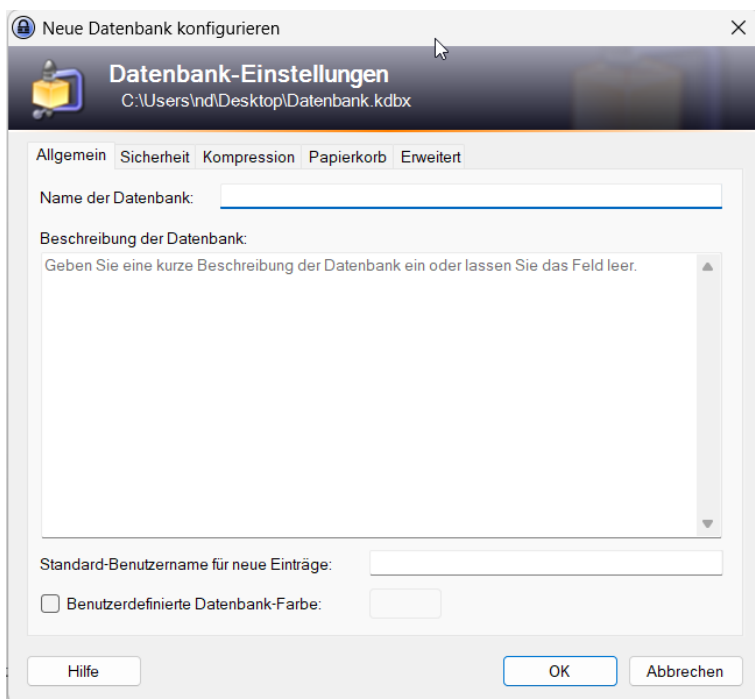 Neue Datenbank konfigurieren
Datenbank-Einstellungen
C:\Users\nd\Desktop\Datenbank.kdbx
Allgemein Sicherheit Kompression Papierkorb Erweitert
Name der Datenbank:
Beschreibung der Datenbank:
Geben Sie eine kurze Beschreibung der Datenbank ein oder lassen Sie das Feld leer.
Standard-Benutzername für neue Einträge:
Benutzerdefinierte Datenbank-Farbe:
Hilfe OK Abbrechen